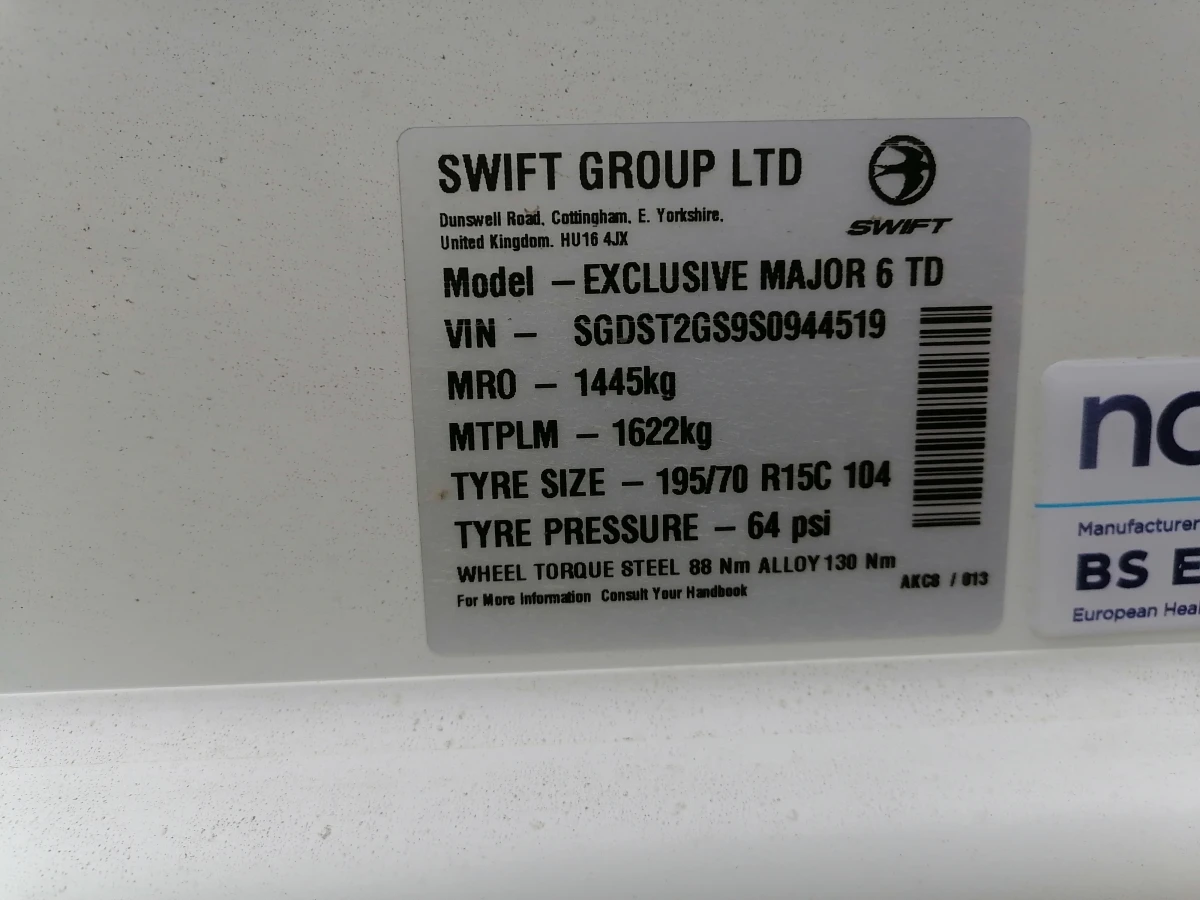 SWIFT GROUP LTD
SWIFT
Dunswell Road, Cottingham, E. Yorkshire,
United Kingdom. HU16 4JX
Model – EXCLUSIVE MAJOR 6 TD
VIN – SGDST2GS9S0944519
MRO – 1445kg
MTPLM – 1622kg
TYRE SIZE – 195/70 R15C 104
TYRE PRESSURE – 64 psi
WHEEL TORQUE STEEL 88 Nm ALLOY 130 Nm
For More Information Consult Your Handbook
AKC8 / 013
Manufacturer
BS
European